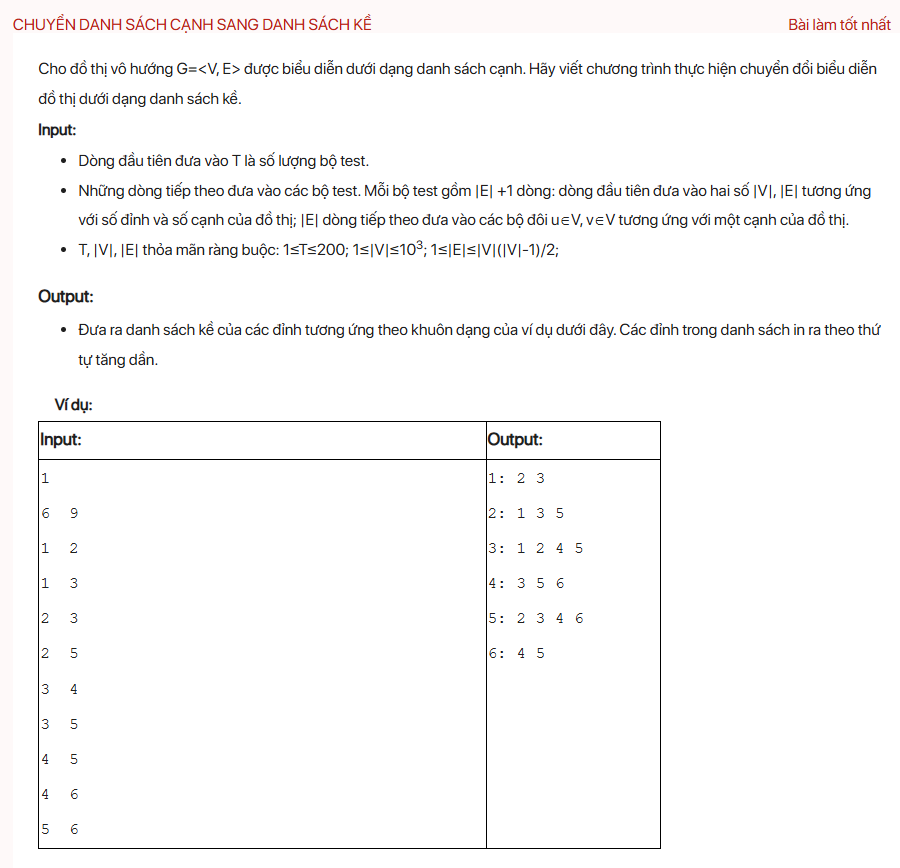 CHUYỂN DANH SÁCH CẠNH SANG DANH SÁCH KỀ
Bài làm tốt nhất
Cho đồ thị vô hướng G=<V, E> được biểu diễn dưới dạng danh sách cạnh. Hãy viết chương trình thực hiện chuyển đổi biểu diễn
đồ thị dưới dạng danh sách kề.
Input:
• Dòng đầu tiên đưa vào T là số lượng bộ test.
• Những dòng tiếp theo đưa vào các bộ test. Mỗi bộ test gồm |E| +1 dòng: dòng đầu tiên đưa vào hai số |V|, |E| tương ứng
với số đỉnh và số cạnh của đồ thị; |E| dòng tiếp theo đưa vào các bộ đôi u∈V, v∈V tương ứng với một cạnh của đồ thị.
• T, |V|, |E| thỏa mãn ràng buộc: 1≤T≤200; 1≤|V|≤10³; 1≤|E|≤|V|(|V|-1)/2;
Output:
• Đưa ra danh sách kề của các đỉnh tương ứng theo khuôn dạng của ví dụ dưới đây. Các đỉnh trong danh sách in ra theo thứ
tự tăng dần.
Ví dụ:
Input:
Output:
1
6 9
1 2
1 3
2 3
2 5
3 4
3 5
4 5
4 6
5 6
1: 2 3
2: 1 3 5
3: 1 2 4 5
4: 3 5 6
5: 2 3 4 6
6: 4 5